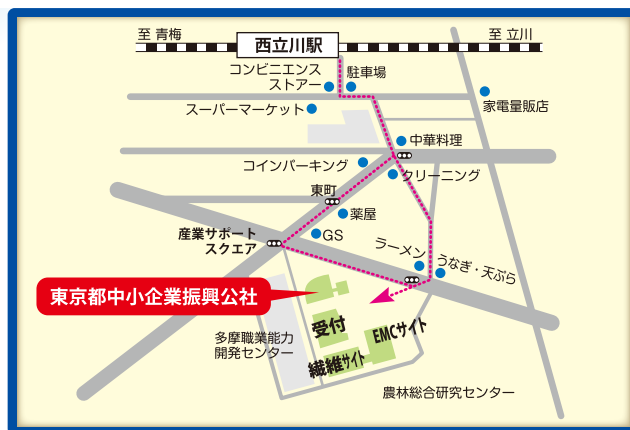 至 青梅
西立川駅
至 立川
コンビニエンス
ストアー
駐車場
家電量販店
スーパーマーケット
中華料理
コインパーキング
クリーニング
東町
薬屋
産業サポート
スクエア
GS
ラーメン
うなぎ・天ぷら
東京都中小企業振興公社
受付
EMCサイト
多摩職業能力
開発センター
繊維サイト
農林総合研究センター